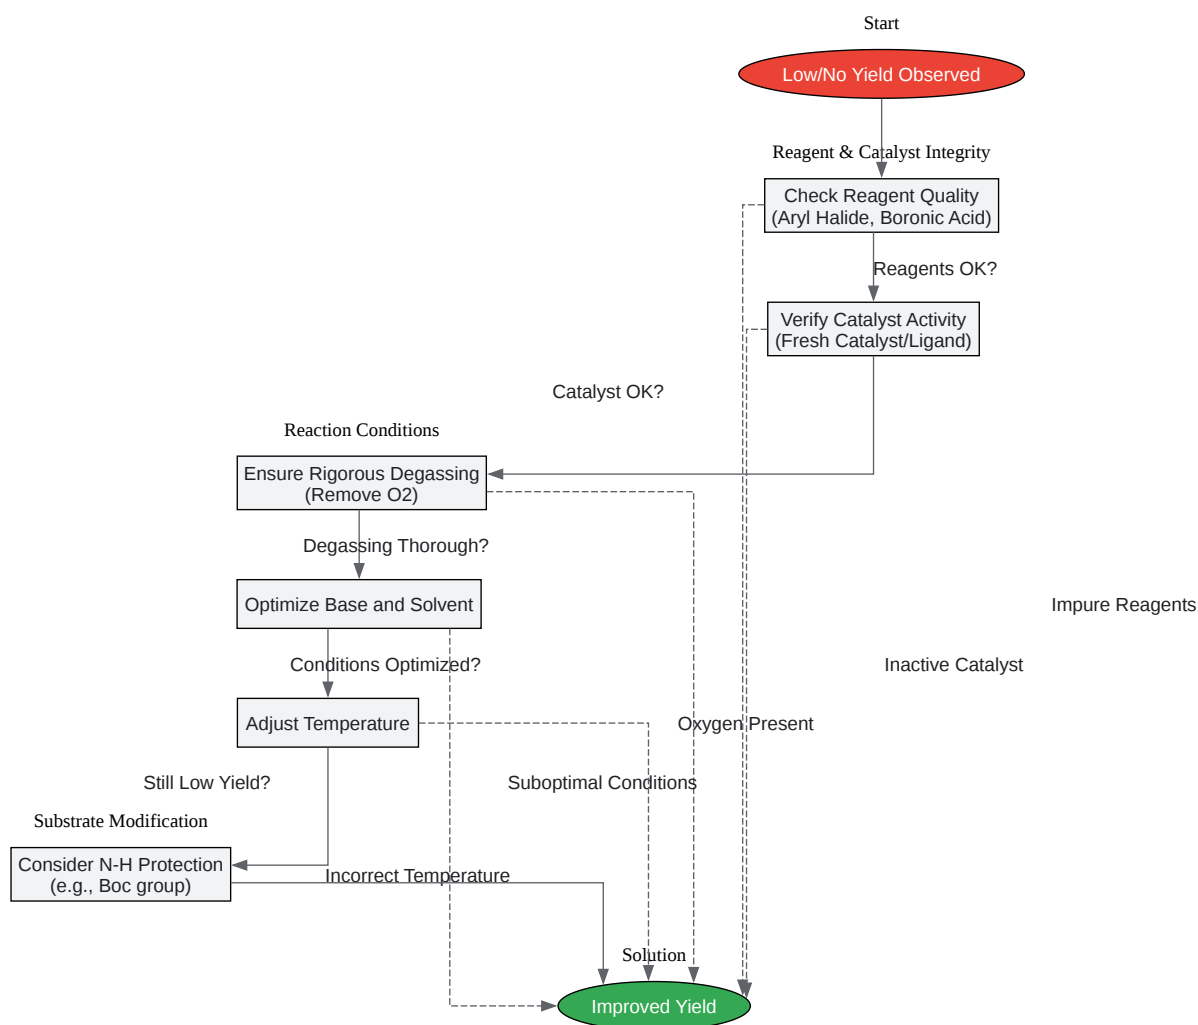 Start
Low/No Yield Observed
Reagent & Catalyst Integrity
Check Reagent Quality
(Aryl Halide, Boronic Acid)
Reagents OK?
Verify Catalyst Activity
(Fresh Catalyst/Ligand)
Catalyst OK?
Reaction Conditions
Ensure Rigorous Degassing
(Remove O2)
Degassing Thorough?
Optimize Base and Solvent
Impure Reagents
Conditions Optimized?
Inactive Catalyst
Adjust Temperature
Oxygen Present
Still Low Yield?
Suboptimal Conditions
Substrate Modification
Consider N-H Protection
(e.g., Boc group)
Incorrect Temperature
Solution
Improved Yield